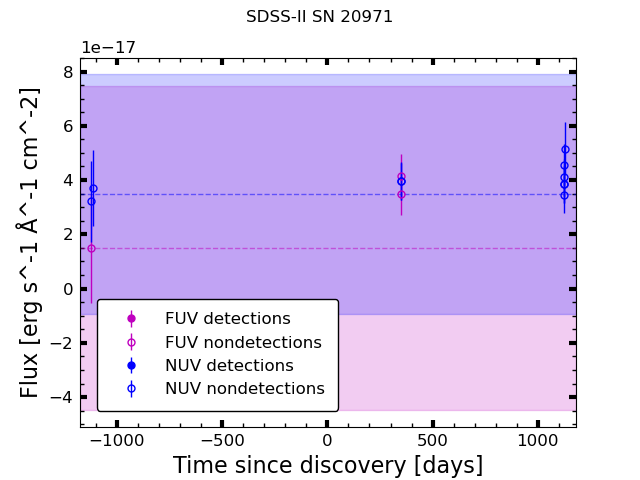 SDSS-II SN 20971
1e−17
8
6
4
2
0
−2
−4
Flux [erg s^-1 Å^-1 cm^-2]
FUV detections
FUV nondetections
NUV detections
NUV nondetections
−1000
−500
0
500
1000
Time since discovery [days]